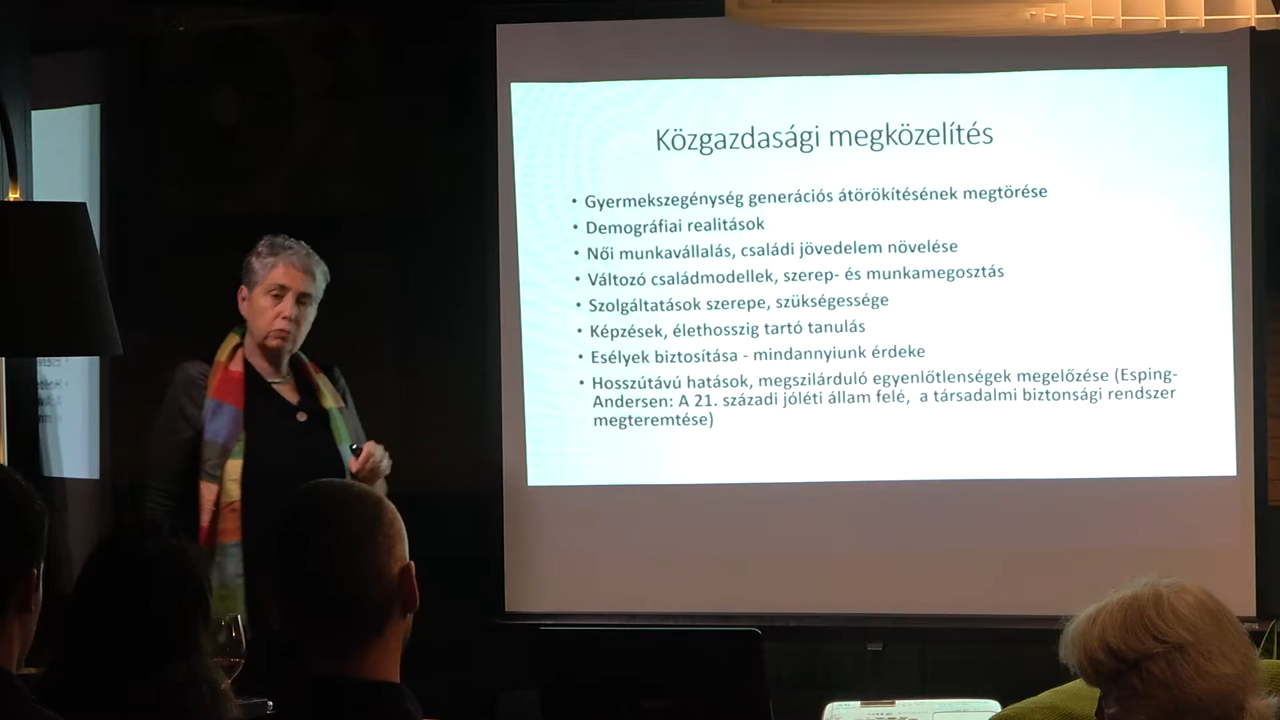 Közgazdasági megközelítés
• Gyermekszegénység generációs átörökítésének megtörése
• Demográfiai realitások
• Női munkavállalás, családi jövedelem növelése
• Változó családmodellek, szerep- és munkamegosztás
• Szolgáltatások szerepe, szükségessége
• Képzések, élethosszig tartó tanulás
• Esélyek biztosítása - mindannyiunk érdeke
• Hosszútávú hatások, megszilárduló egyenlőtlenségek megelőzése (Esping-
Andersen: A 21. századi jóléti állam felé, a társadalmi biztonsági rendszer
megteremtése)